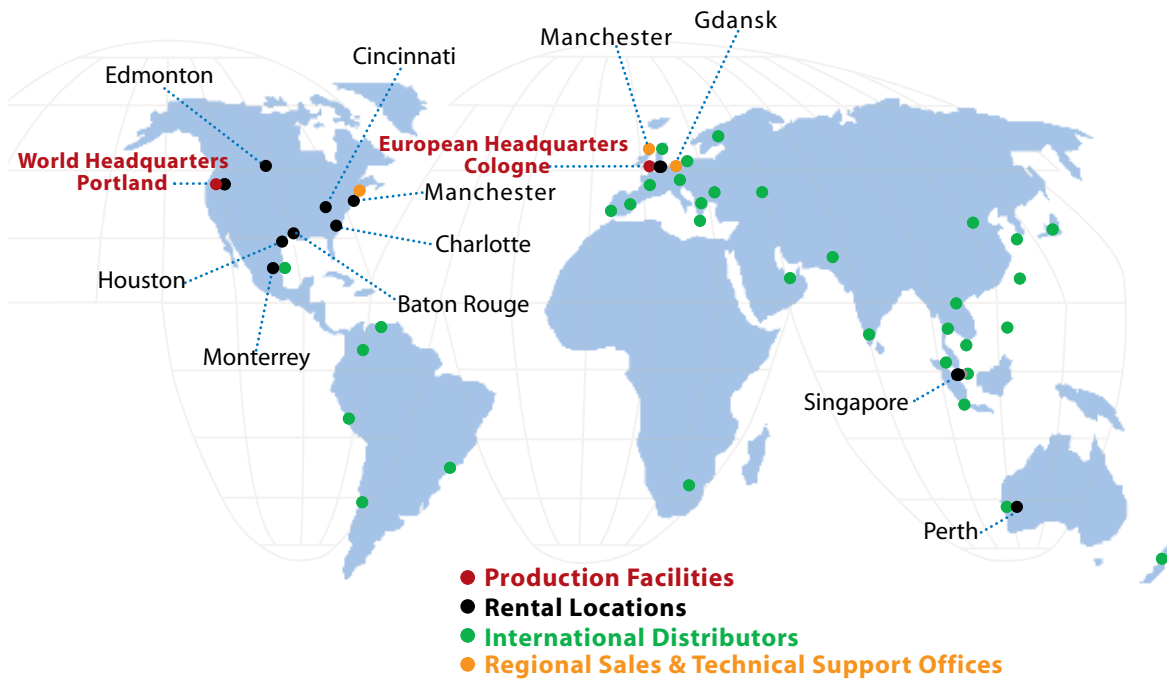 Gdansk
Manchester
Cincinnati
Edmonton
European Headquarters
Cologne
World Headquarters
Portland
Manchester
Charlotte
Houston
Baton Rouge
Monterrey
Singapore
Perth
Production Facilities
Rental Locations
International Distributors
Regional Sales & Technical Support Offices